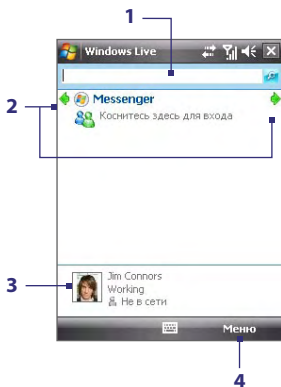 1
Windows Live
2
Messenger
Коснитесь здесь для входа
3
Jim Connors
Working
Не в сети
Меню
4